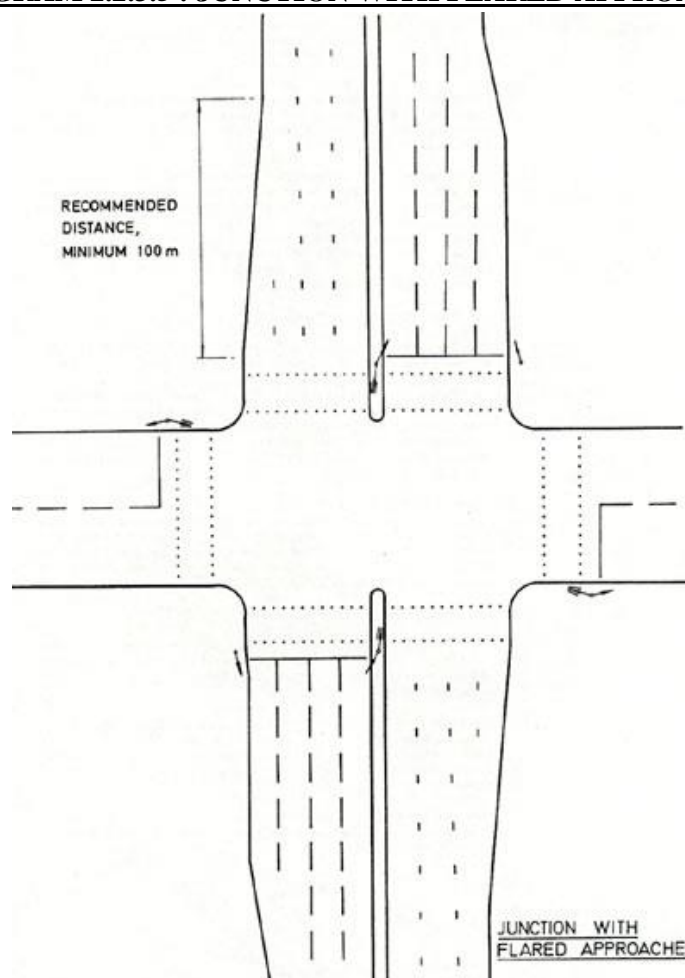 RECOMMENDED
DISTANCE,
MINIMUM 100 m
JUNCTION WITH
FLARED APPROACHE